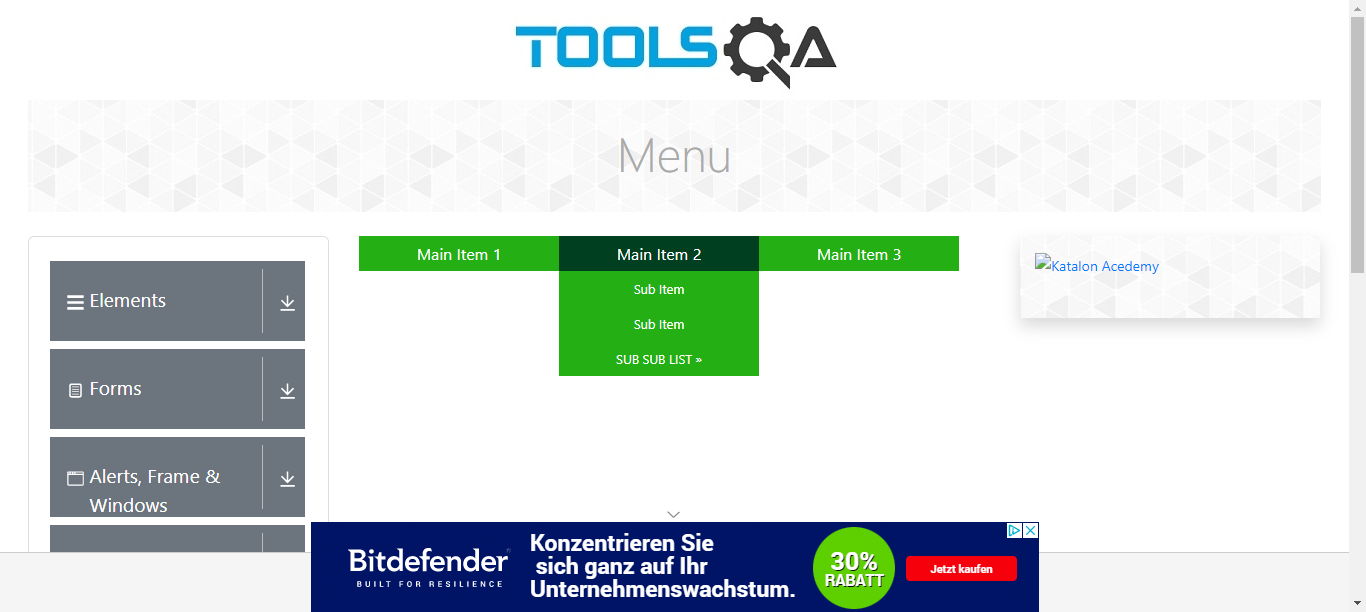 TOOLSQA
Menu
Elements
Forms
Alerts, Frame &
Windows
Main Item 1
Main Item 2
Main Item 3
Sub Item
Sub Item
SUB SUB LIST »
Katalon Acedemy
Bitdefender
BUILT FOR RESILIENCE
Konzentrieren Sie
sich ganz auf Ihr
Unternehmenswachstum.
30%
RABATT
Jetzt kaufen